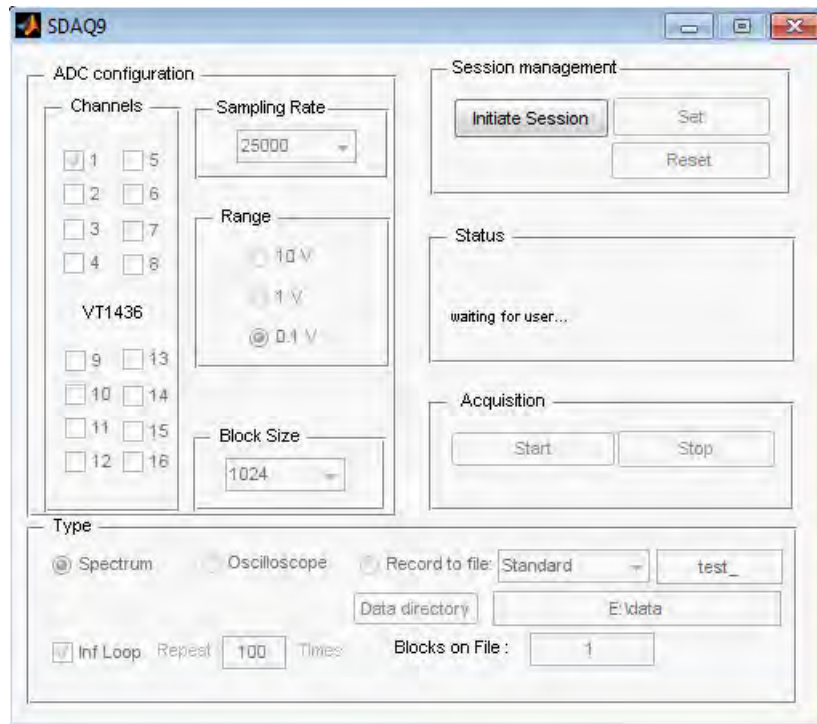 SDAQ9
ADC configuration
Channels
1 5
2 6
3 7
4 8
VT1436
9 13
10 14
11 15
12 16
Sampling Rate
25000
Range
10 V
1 V
0.1 V
Block Size
1024
Session management
Initiate Session
Set
Reset
Status
waiting for user...
Acquisition
Start
Stop
Type
Spectrum
Oscilloscope
Record to file:
Standard
test_
Data directory
E:\data
Inf Loop
Repest
100
Times
Blocks on File :
1